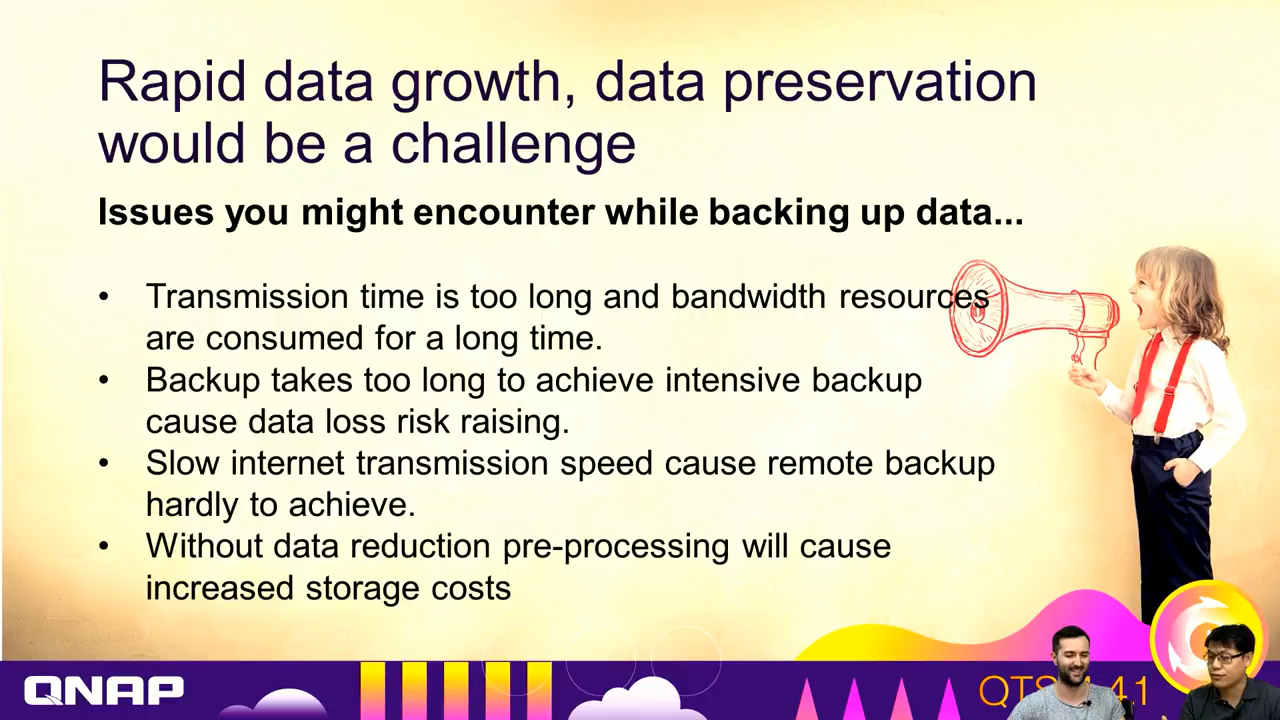 Rapid data growth, data preservation
would be a challenge
Issues you might encounter while backing up data...
• Transmission time is too long and bandwidth resources
are consumed for a long time.
• Backup takes too long to achieve intensive backup
cause data loss risk raising.
• Slow internet transmission speed cause remote backup
hardly to achieve.
• Without data reduction pre-processing will cause
increased storage costs
QNAP